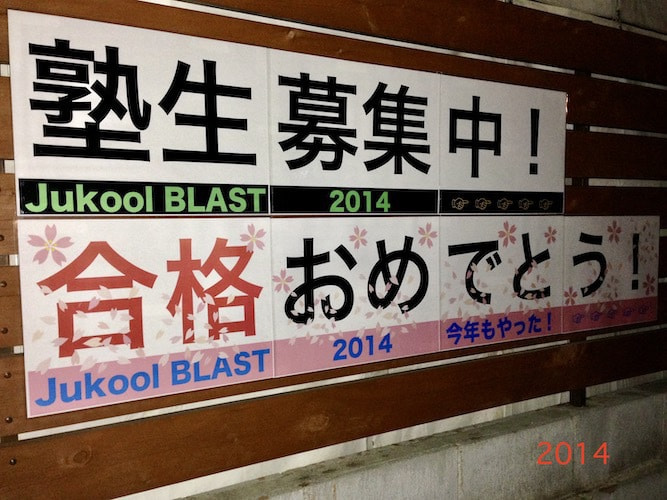 塾生募集中！
Jukool BLAST 2014 ☞ ☞ ☞ ☞ ☞
合格おめでとう！
Jukool BLAST 2014 今年もやった！ ☞ ☞ ☞ ☞
2014